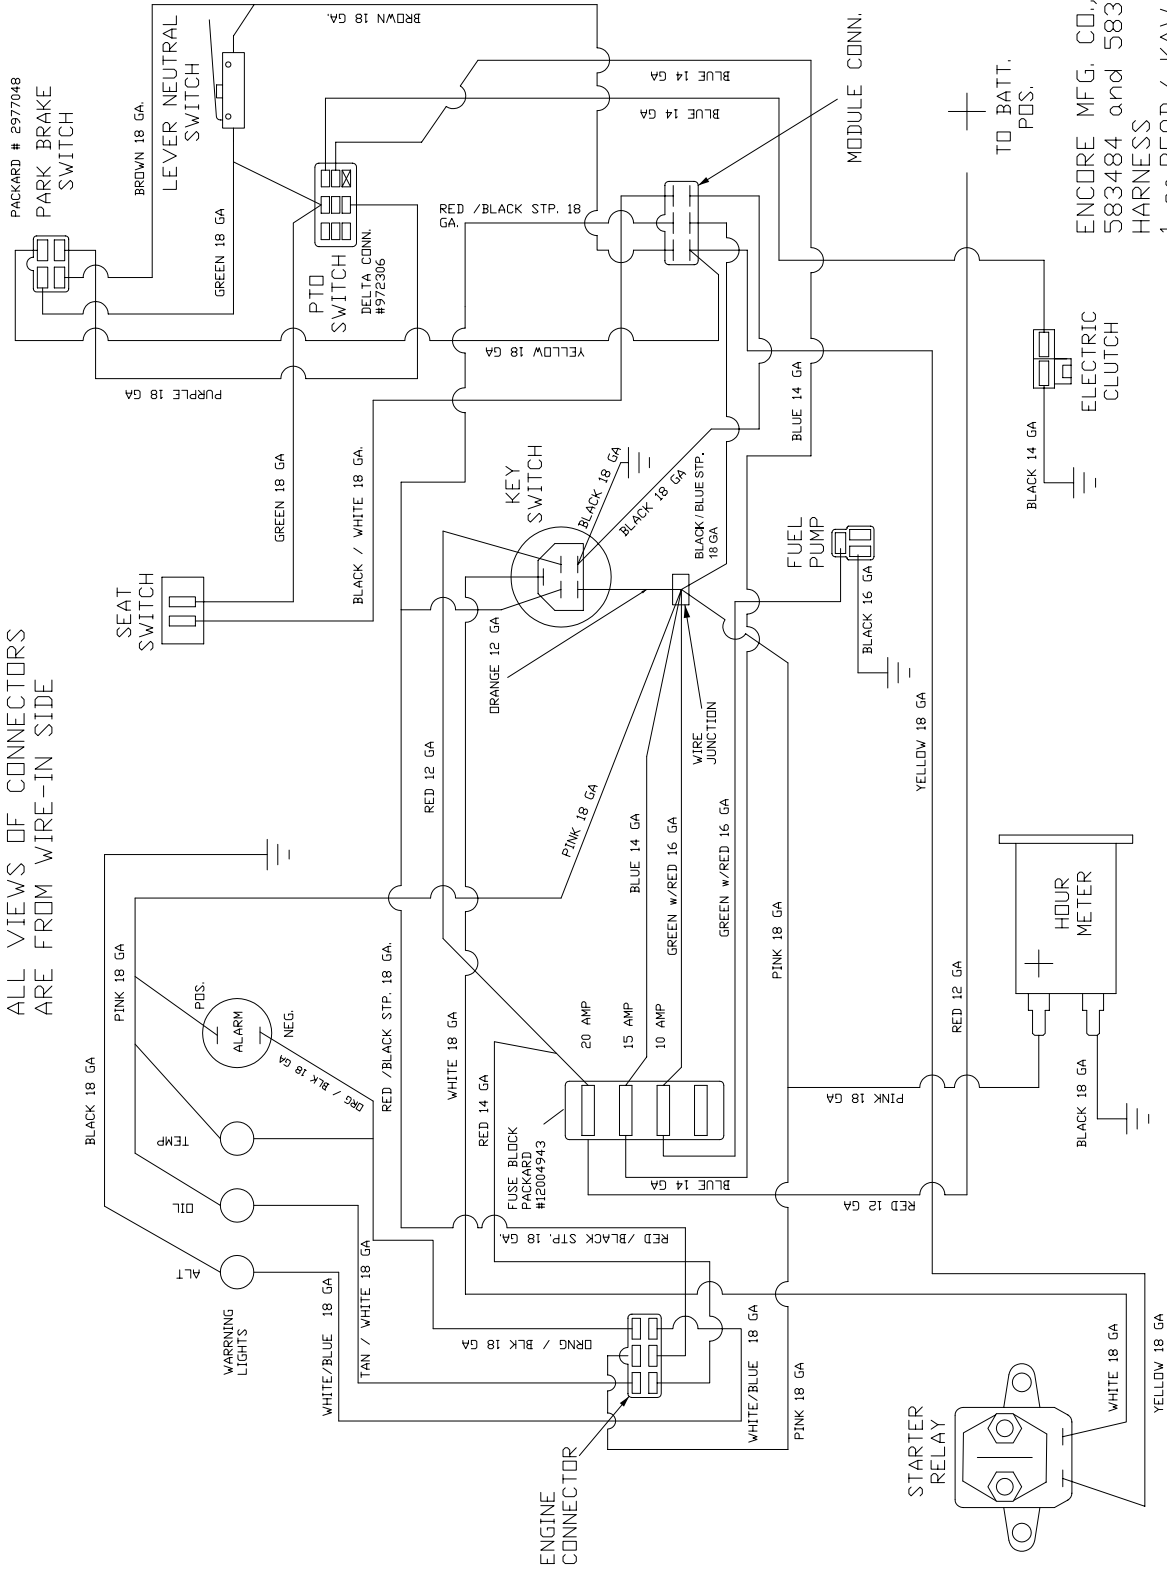 ALL VIEWS OF CONNECTORS
ARE FROM WIRE-IN SIDE
PACKARD # 2977048
PARK BRAKE
SWITCH
BROWN 18 GA.
LEVER NEUTRAL
SWITCH
GREEN 18 GA
BROWN 18 GA.
PTO
SWITCH
DELTA CONN.
#972306
RED /BLACK STP. 18
GA.
BLUE 14 GA
BLUE 14 GA
MODULE CONN.
TO BATT.
POS.
ENCORE MFG. CO.,
583484 and 583
HARNESS
PURPLE 18 GA
YELLOW 18 GA
SEAT
SWITCH
GREEN 18 GA
BLACK / WHITE 18 GA.
KEY
SWITCH
BLACK 18 GA
BLACK 18 GA
BLACK / BLUE STP.
18 GA
BLUE 14 GA
ELECTRIC
CLUTCH
BLACK 14 GA
FUEL
PUMP
BLACK 16 GA
ORANGE 12 GA
WIRE
JUNCTION
RED 12 GA
PINK 18 GA
BLUE 14 GA
GREEN w/RED 16 GA
GREEN w/RED 16 GA
YELLOW 18 GA
PINK 18 GA
PINK 18 GA
POS.
ALARM
NEG.
ORG / BLK 18 GA
BLACK 18 GA
TEMP
OIL
ALT
WARRNING
LIGHTS
RED /BLACK STP. 18 GA.
WHITE 18 GA
RED 14 GA
20 AMP
15 AMP
10 AMP
FUSE BLOCK
PACKARD
#12004943
BLUE 14 GA
RED 12 GA
RED 12 GA
HOUR
METER
PINK 18 GA
BLACK 18 GA
WHITE/BLUE 18 GA
TAN / WHITE 18 GA
RED /BLACK STP. 18 GA.
ORNG / BLK 18 GA
WHITE/BLUE 18 GA
PINK 18 GA
ENGINE
CONNECTOR
STARTER
RELAY
WHITE 18 GA
YELLOW 18 GA